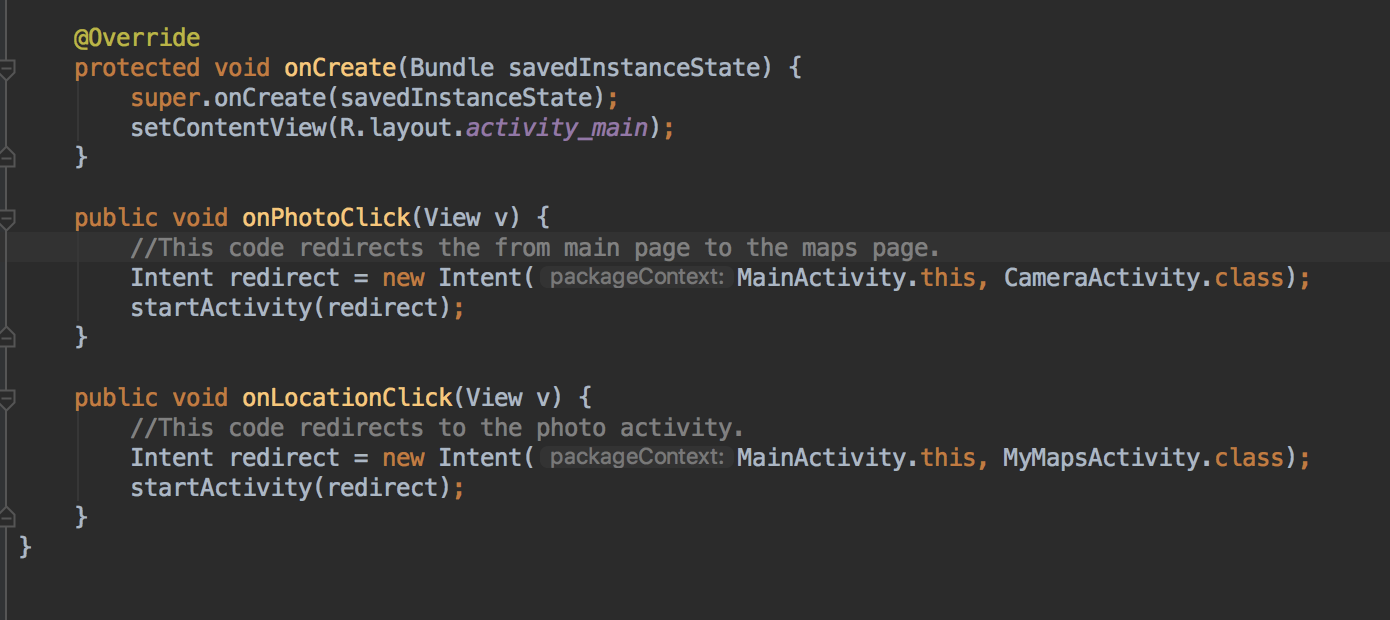 @Override
protected void onCreate(Bundle savedInstanceState) {
super.onCreate(savedInstanceState);
setContentView(R.layout.activity_main);
}
public void onPhotoClick(View v) {
//This code redirects the from main page to the maps page.
Intent redirect = new Intent( packageContext: MainActivity.this, CameraActivity.class);
startActivity(redirect);
}
public void onLocationClick(View v) {
//This code redirects to the photo activity.
Intent redirect = new Intent( packageContext: MainActivity.this, MyMapsActivity.class);
startActivity(redirect);
}
}